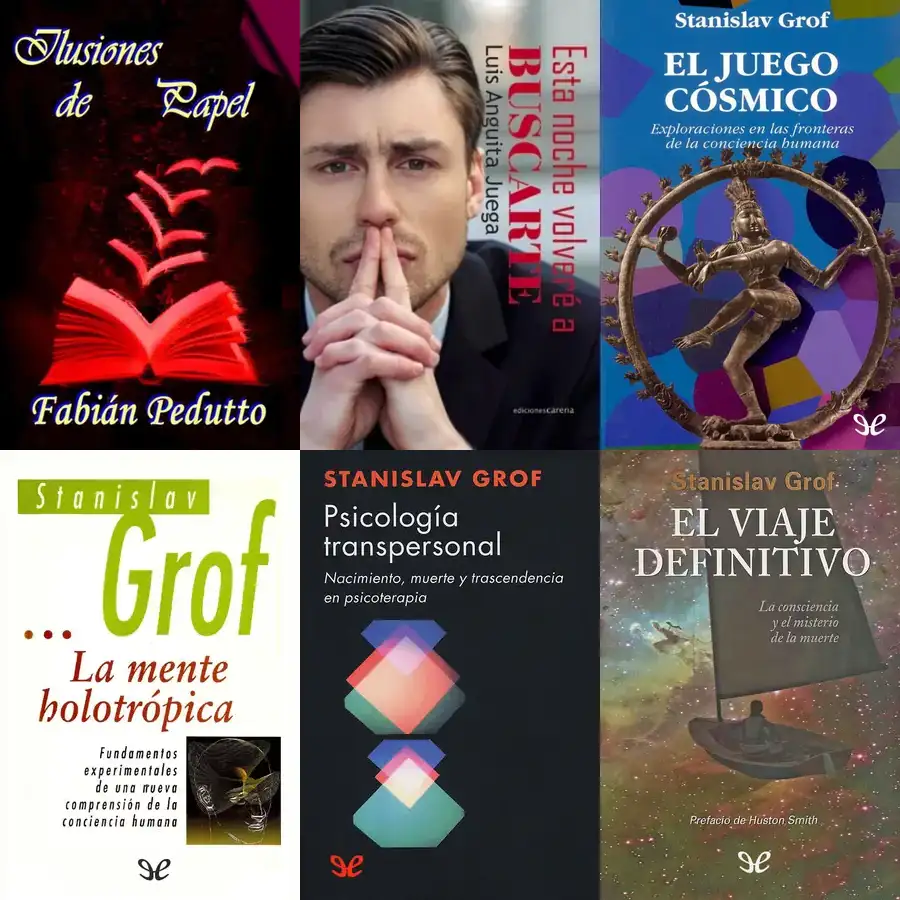 Ilusiones
de Papel
Fabián Pedutto
Esta noche volveré a
BUSCARTE
Luis Anguita Juega
edicionescarena
Stanislav Grof
EL JUEGO
CÓSMICO
Exploraciones en las fronteras
de la conciencia humana
Stanislav
Grof
...
La mente
holotrópica
Fundamentos
experimentales
de una nueva
comprensión de la
conciencia humana
STANISLAV GROF
Psicología
transpersonal
Nacimiento, muerte y trascendencia
en psicoterapia
Stanislav Grof
EL VIAJE
DEFINITIVO
La consciencia
y el misterio
de la muerte
Prefacio de Huston Smith